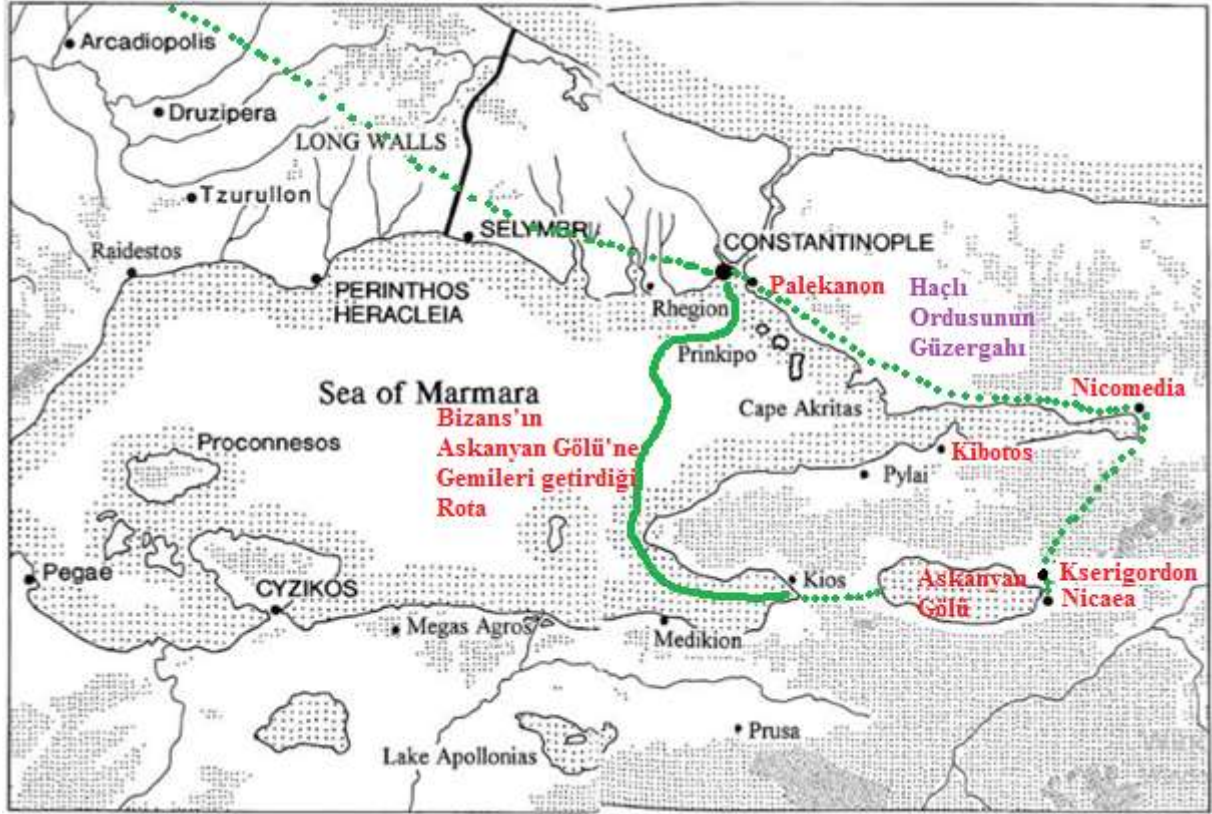 Arcadiopolis
Druzipera
LONG WALLS
Tzurullon
Raidestos
SELYMBRI
CONSTANTINOPLE
PERINTHOS
HERACLEIA
Rhegion
Palekanon
Haçlı
Ordusunun
Güzergahı
Prinkipo
Sea of Marmara
Cape Akritas
Nicomedia
Bizans'ın
Askanyan Gölü'ne
Gemileri getirdiği
Rota
Proconnesos
Kiboros
Pylai
Pegae
CYZIKOS
Kios
Askanyan
Gölü
Kserigordon
Nicaea
Megas Agros
Medikion
Prusa
Lake Apollonias